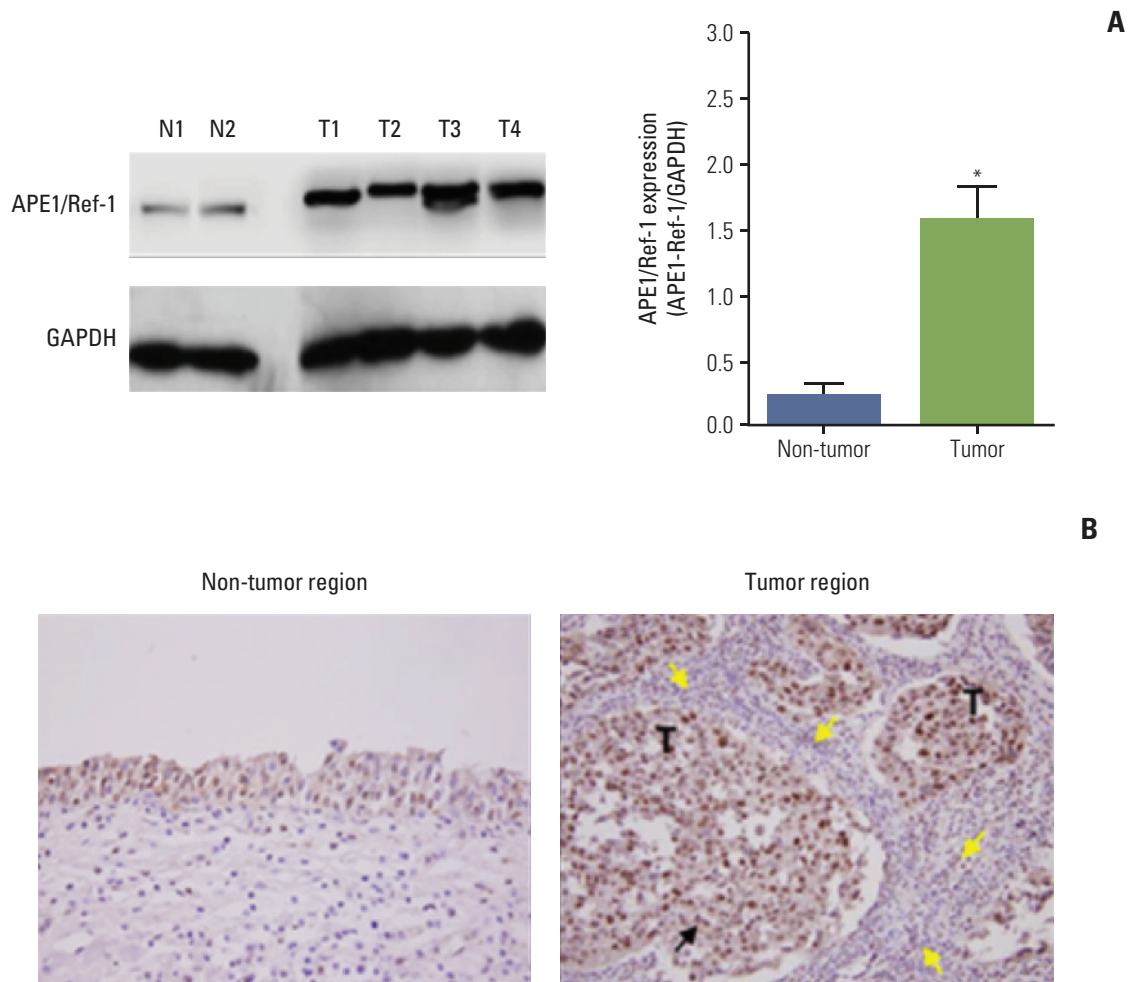 A
N1 N2 T1 T2 T3 T4
APE1/Ref-1
GAPDH
APE1/Ref-1 expression
(APE1-Ref-1/GAPDH)
3.0
2.5
2.0
1.5
1.0
0.5
0.0
*
Non-tumor Tumor
B
Non-tumor region Tumor region
T T